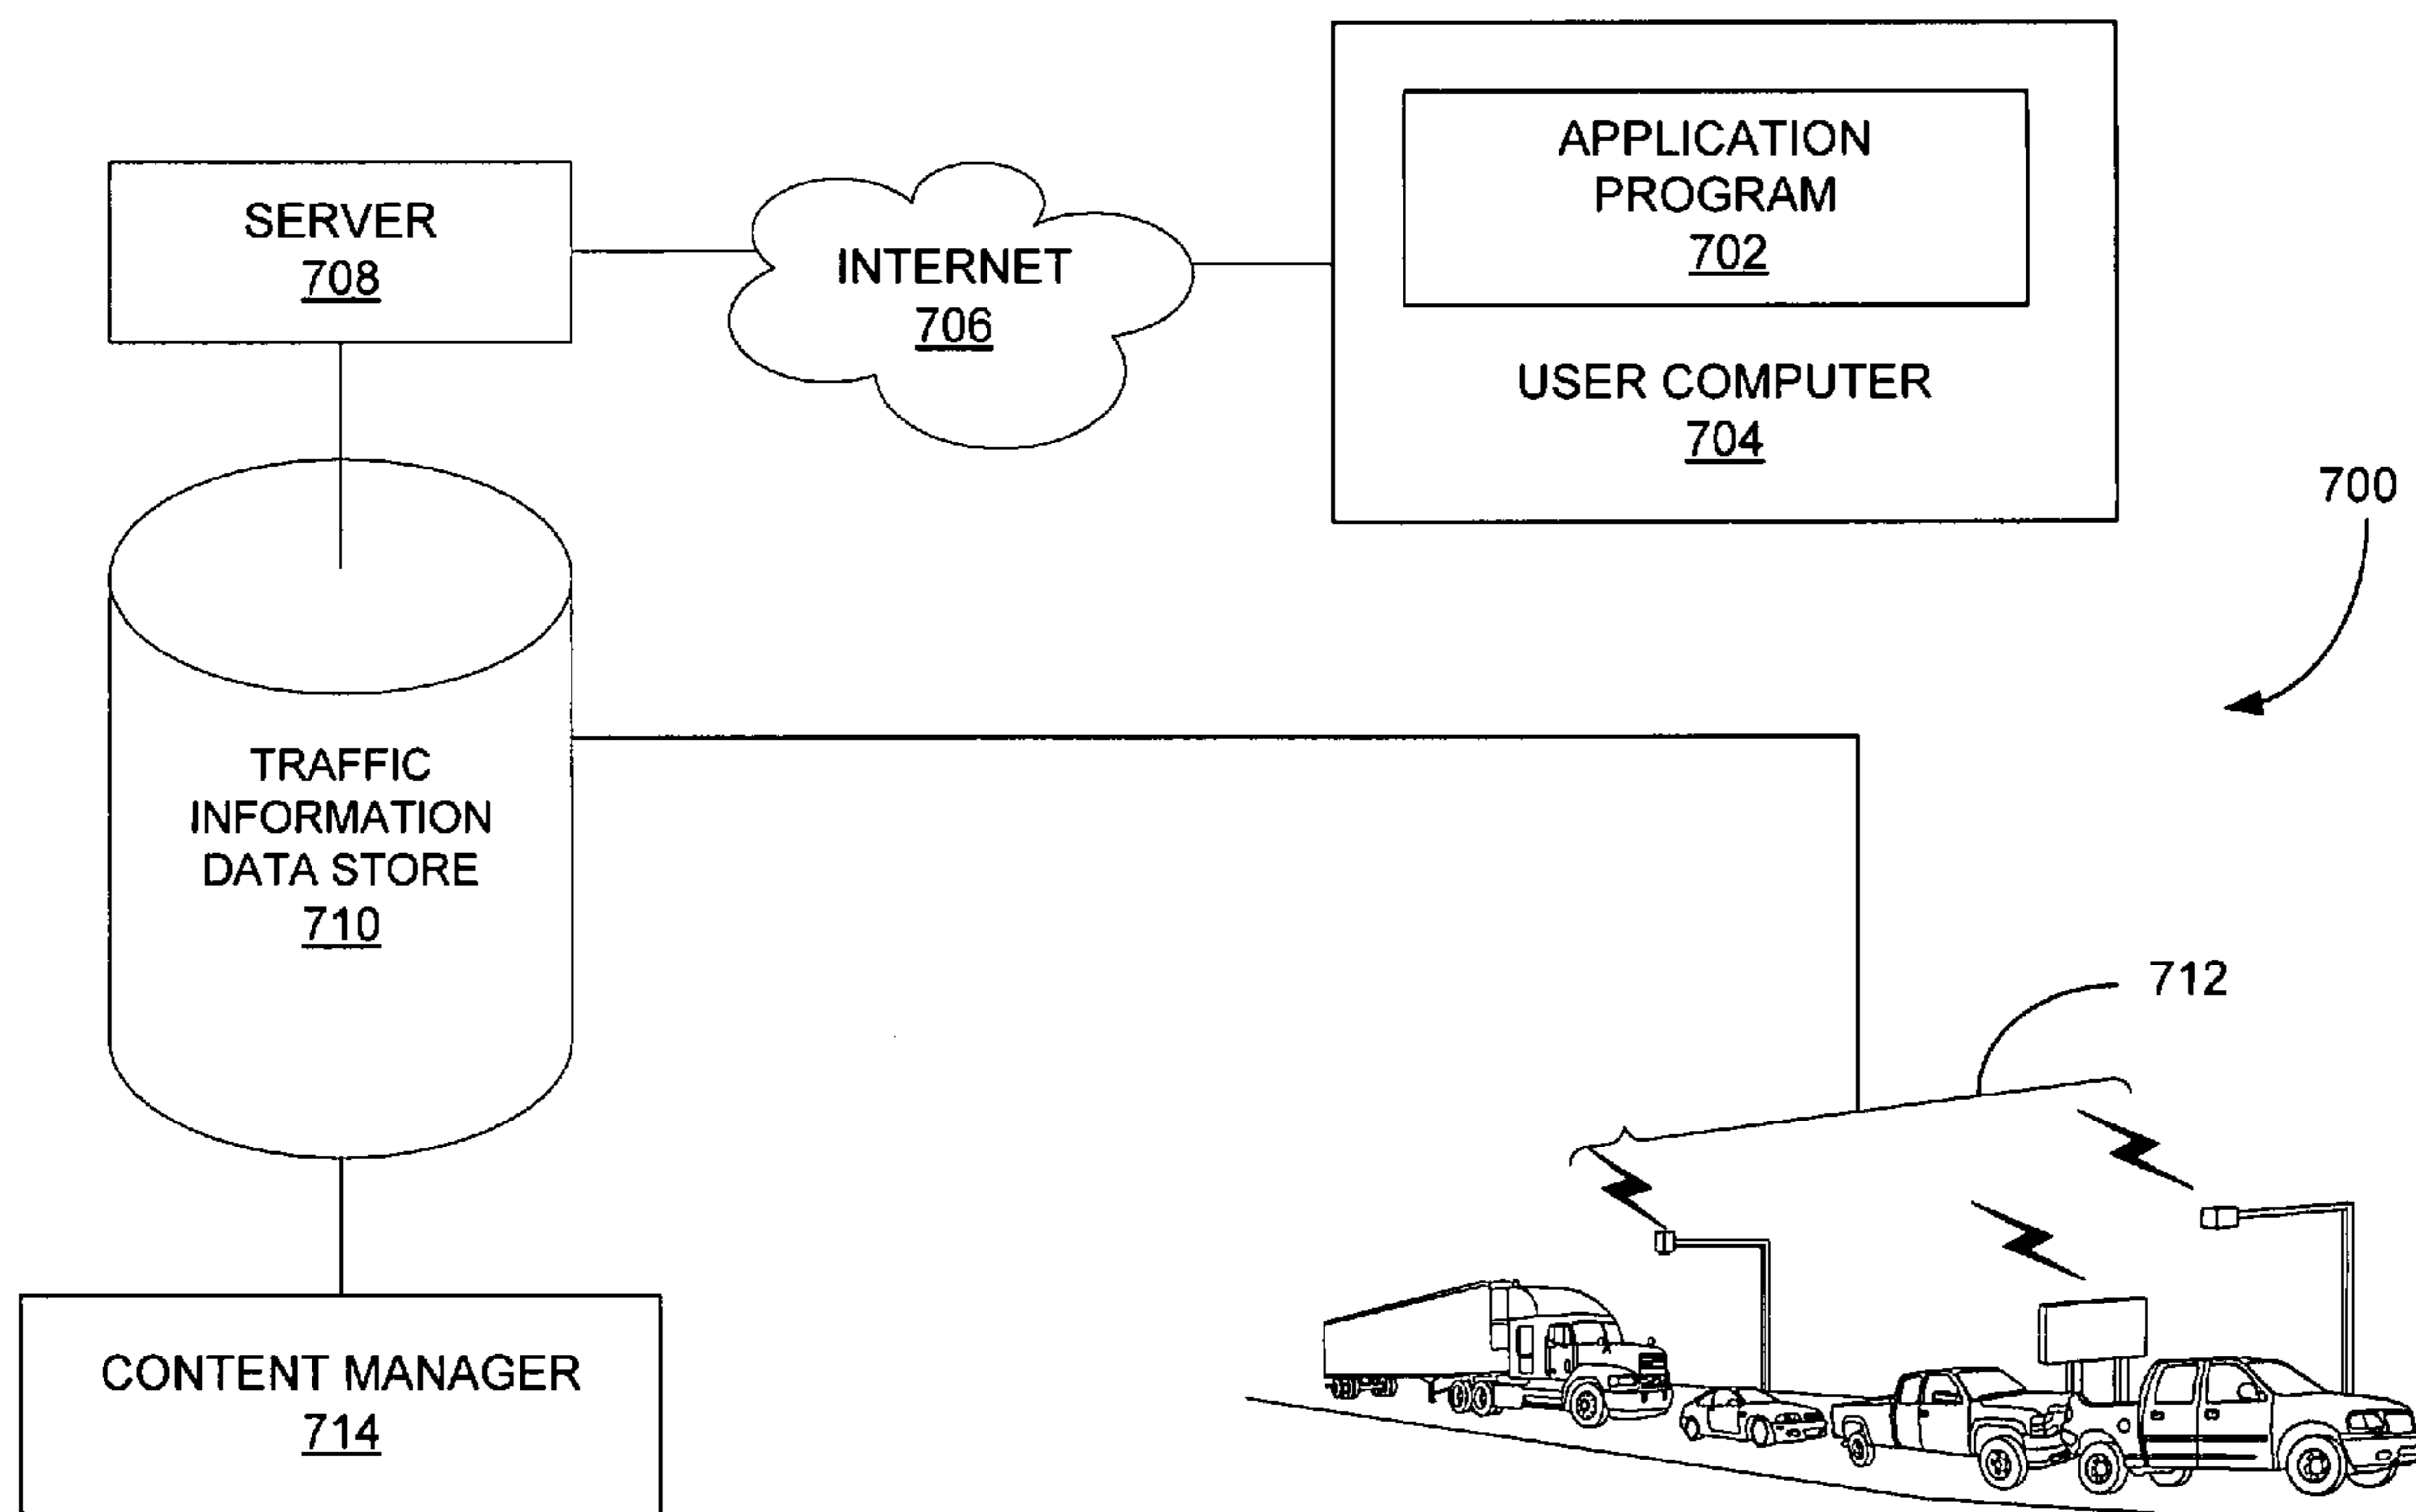 APPLICATION
PROGRAM
702
SERVER
708
INTERNET
706
USER COMPUTER
704
700
TRAFFIC
INFORMATION
DATA STORE
710
712
CONTENT MANAGER
714